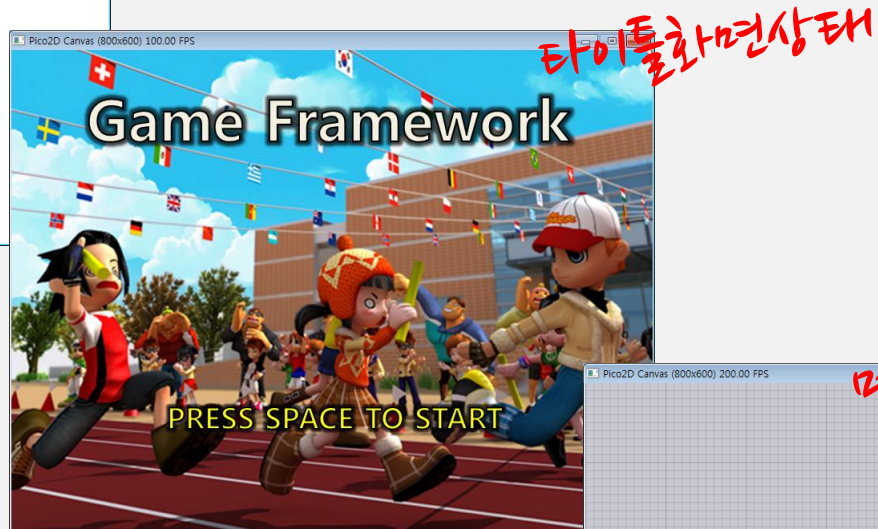 Pico2D Canvas (800x600) 100.00 FPS
타이틀화면상태
Game Framework
PRESS SPACE TO START
Pico2D Canvas (800x600) 200.00 FPS